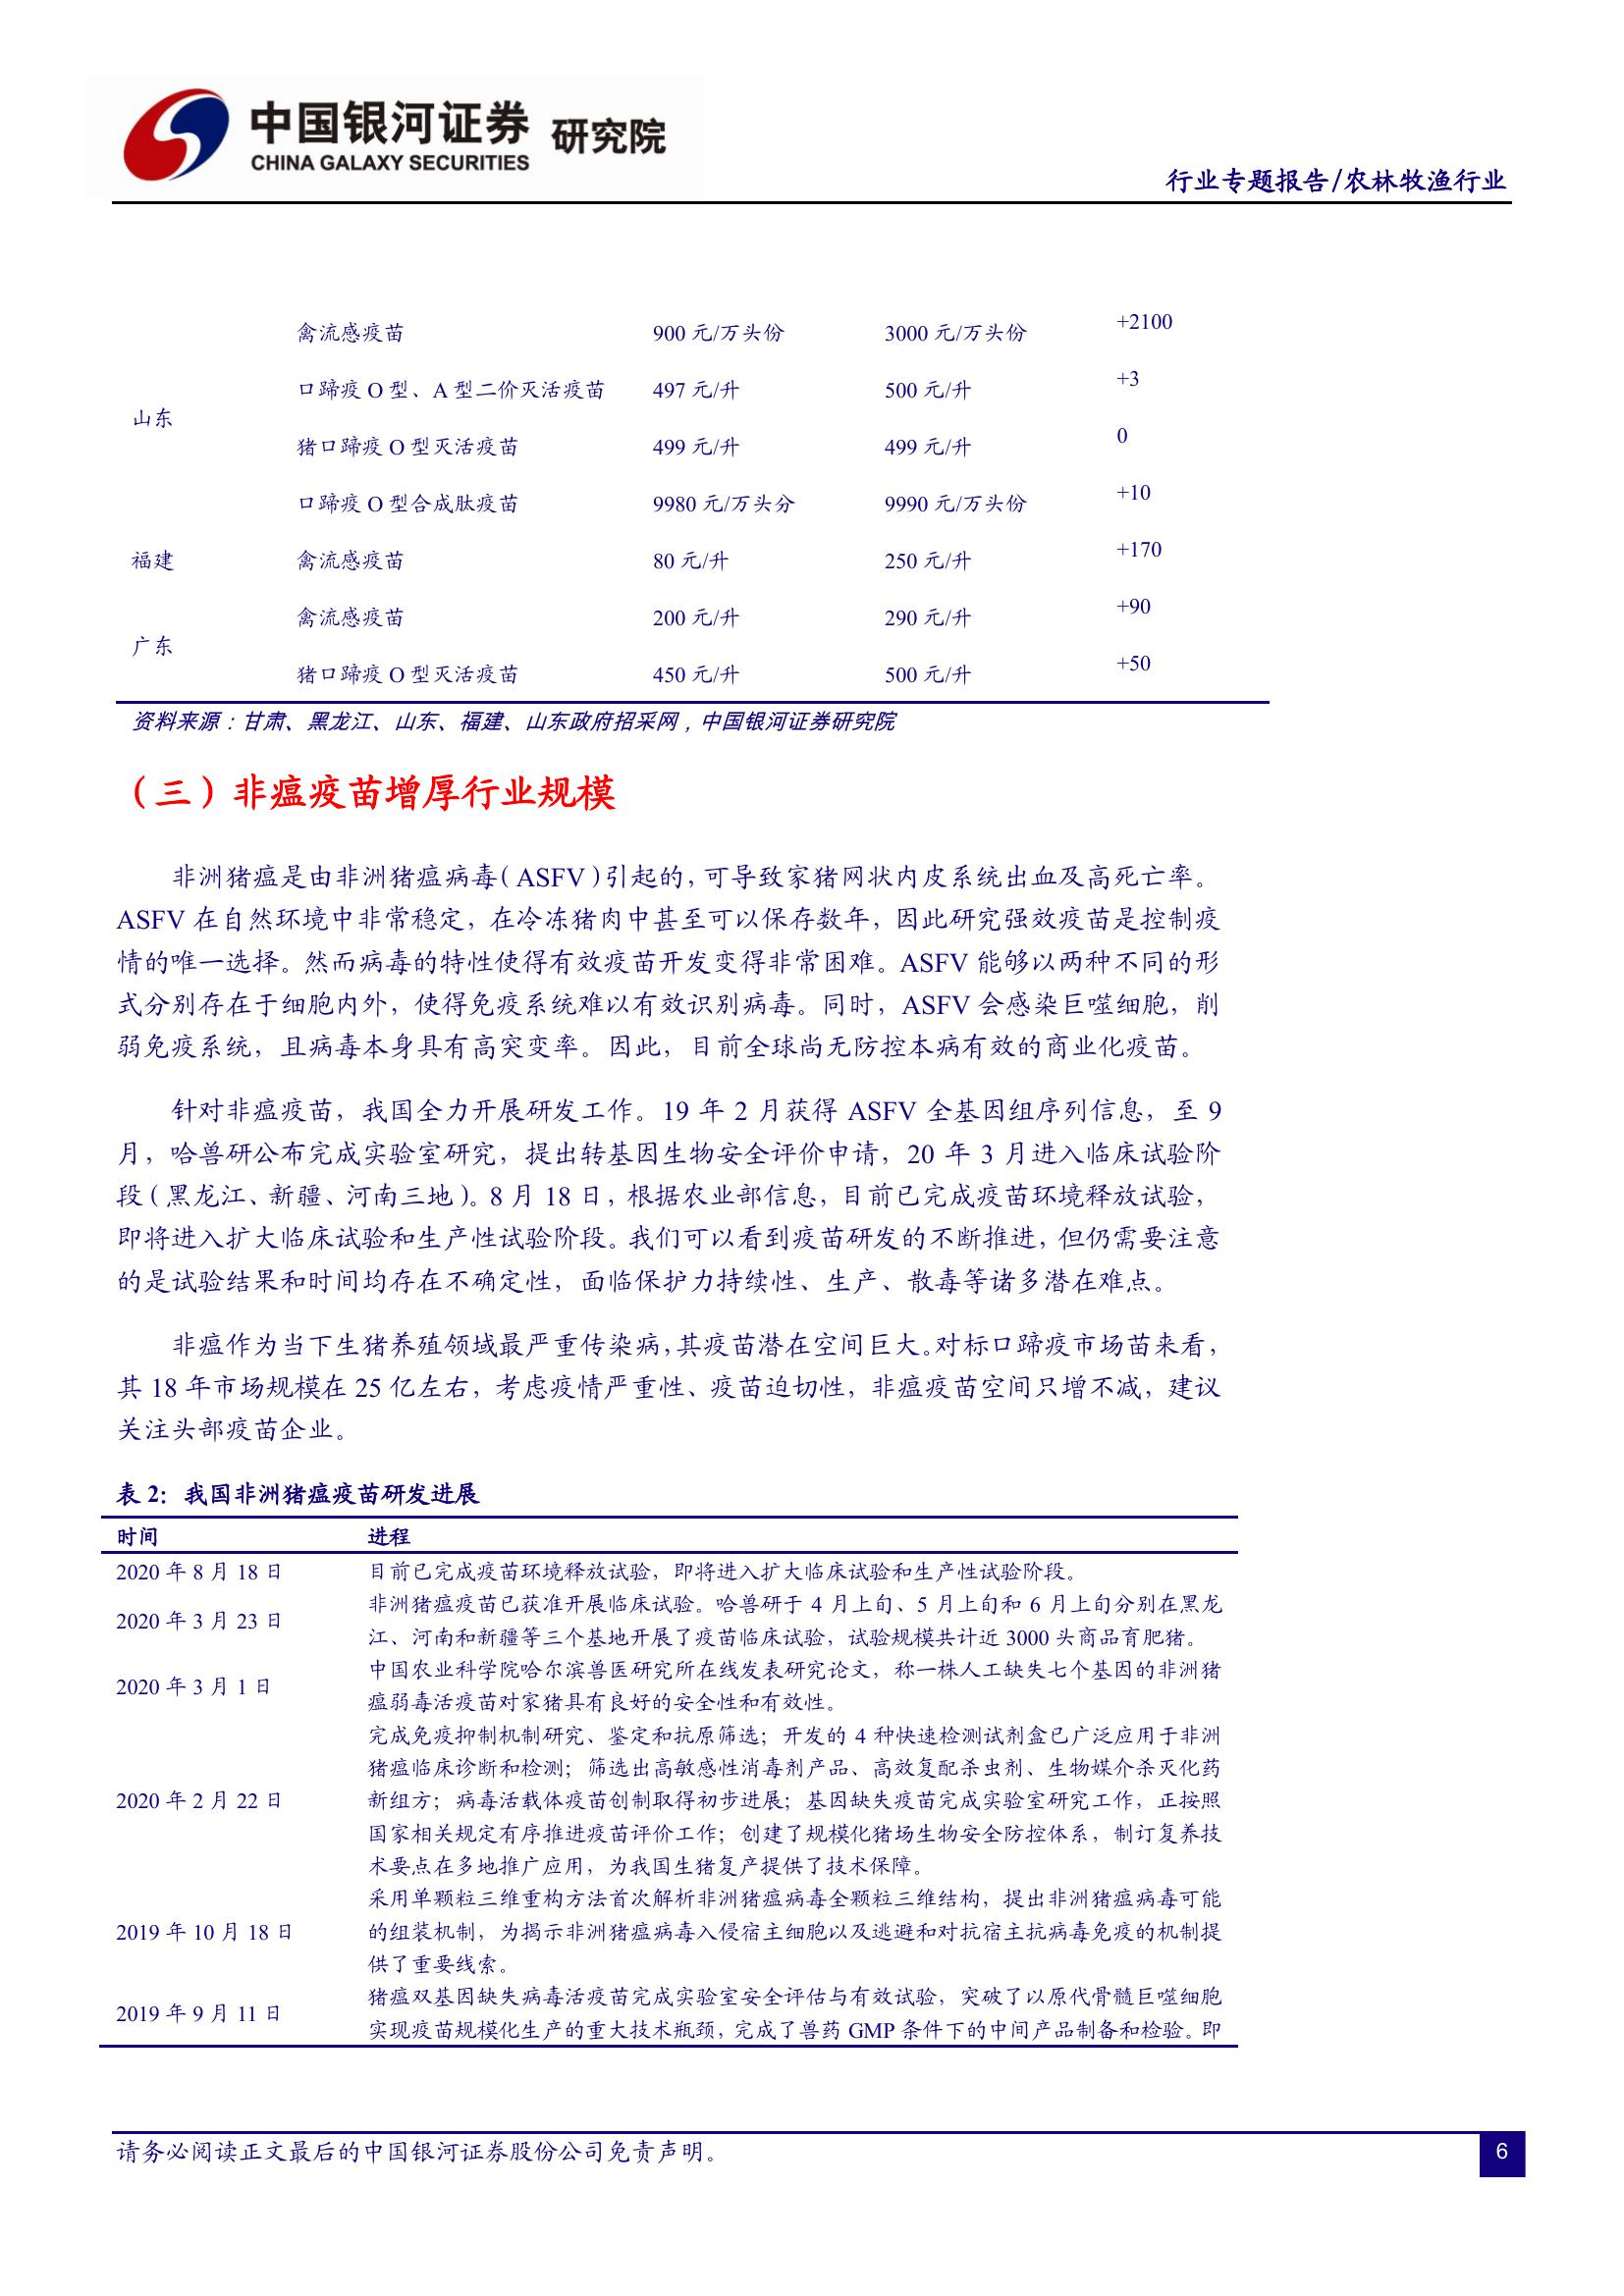 中国银河证券 研究院
CHINA GALAXY SECURITIES
行业专题报告/农林牧渔行业
禽流感疫苗 900 元/万头份 3000 元/万头份 +2100
口蹄疫 O 型、A 型二价灭活疫苗 497 元/升 500 元/升 +3
山东
猪口蹄疫 O 型灭活疫苗 499 元/升 499 元/升 0
口蹄疫 O 型合成肽疫苗 9980 元/万头分 9990 元/万头份 +10
福建 禽流感疫苗 80 元/升 250 元/升 +170
禽流感疫苗 200 元/升 290 元/升 +90
广东
猪口蹄疫 O 型灭活疫苗 450 元/升 500 元/升 +50
资料来源：甘肃、黑龙江、山东、福建、山东政府招采网，中国银河证券研究院
（三）非瘟疫苗增厚行业规模
非洲猪瘟是由非洲猪瘟病毒（ASFV）引起的，可导致家猪网状内皮系统出血及高死亡率。
ASFV 在自然环境中非常稳定，在冷冻猪肉中甚至可以保存数年，因此研究强效疫苗是控制疫
情的唯一选择。然而病毒的特性使得有效疫苗开发变得非常困难。ASFV 能够以两种不同的形
式分别存在于细胞内外，使得免疫系统难以有效识别病毒。同时，ASFV 会感染巨噬细胞，削
弱免疫系统，且病毒本身具有高突变率。因此，目前全球尚无防控本病有效的商业化疫苗。
针对非瘟疫苗，我国全力开展研发工作。19 年 2 月获得 ASFV 全基因组序列信息，至 9
月，哈兽研公布完成实验室研究，提出转基因生物安全评价申请，20 年 3 月进入临床试验阶
段（黑龙江、新疆、河南三地）。8 月 18 日，根据农业部信息，目前已完成疫苗环境释放试验，
即将进入扩大临床试验和生产性试验阶段。我们可以看到疫苗研发的不断推进，但仍需要注意
的是试验结果和时间均存在不确定性，面临保护力持续性、生产、散毒等诸多潜在难点。
非瘟作为当下生猪养殖领域最严重传染病，其疫苗潜在空间巨大。对标口蹄疫市场苗来看，
其 18 年市场规模在 25 亿左右，考虑疫情严重性、疫苗迫切性，非瘟疫苗空间只增不减，建议
关注头部疫苗企业。
表 2：我国非洲猪瘟疫苗研发进展
时间 进程
2020 年 8 月 18 日 目前已完成疫苗环境释放试验，即将进入扩大临床试验和生产性试验阶段。
非洲猪瘟疫苗已获准开展临床试验。哈兽研于 4 月上旬、5 月上旬和 6 月上旬分别在黑龙
2020 年 3 月 23 日
江、河南和新疆等三个基地开展了疫苗临床试验，试验规模共计近 3000 头商品育肥猪。
中国农业科学院哈尔滨兽医研究所在线发表研究论文，称一株人工缺失七个基因的非洲猪
2020 年 3 月 1 日
瘟弱毒活疫苗对家猪具有良好的安全性和有效性。
完成免疫抑制机制研究、鉴定和抗原筛选；开发的 4 种快速检测试剂盒已广泛应用于非洲
猪瘟临床诊断和检测；筛选出高敏感性消毒剂产品、高效复配杀虫剂、生物媒介杀灭化药
2020 年 2 月 22 日 新组方；病毒活载体疫苗创制取得初步进展；基因缺失疫苗完成实验室研究工作，正按照
国家相关规定有序推进疫苗评价工作；创建了规模化猪场生物安全防控体系，制订复养技
术要点在多地推广应用，为我国生猪复产提供了技术保障。
采用单颗粒三维重构方法首次解析非洲猪瘟病毒全颗粒三维结构，提出非洲猪瘟病毒可能
2019 年 10 月 18 日 的组装机制，为揭示非洲猪瘟病毒入侵宿主细胞以及逃避和对抗宿主抗病毒免疫的机制提
供了重要线索。
猪瘟双基因缺失病毒活疫苗完成实验室安全评估与有效试验，突破了以原代骨髓巨噬细胞
2019 年 9 月 11 日
实现疫苗规模化生产的重大技术瓶颈，完成了兽药 GMP 条件下的中间产品制备和检验。即
请务必阅读正文最后的中国银河证券股份公司免责声明。 6